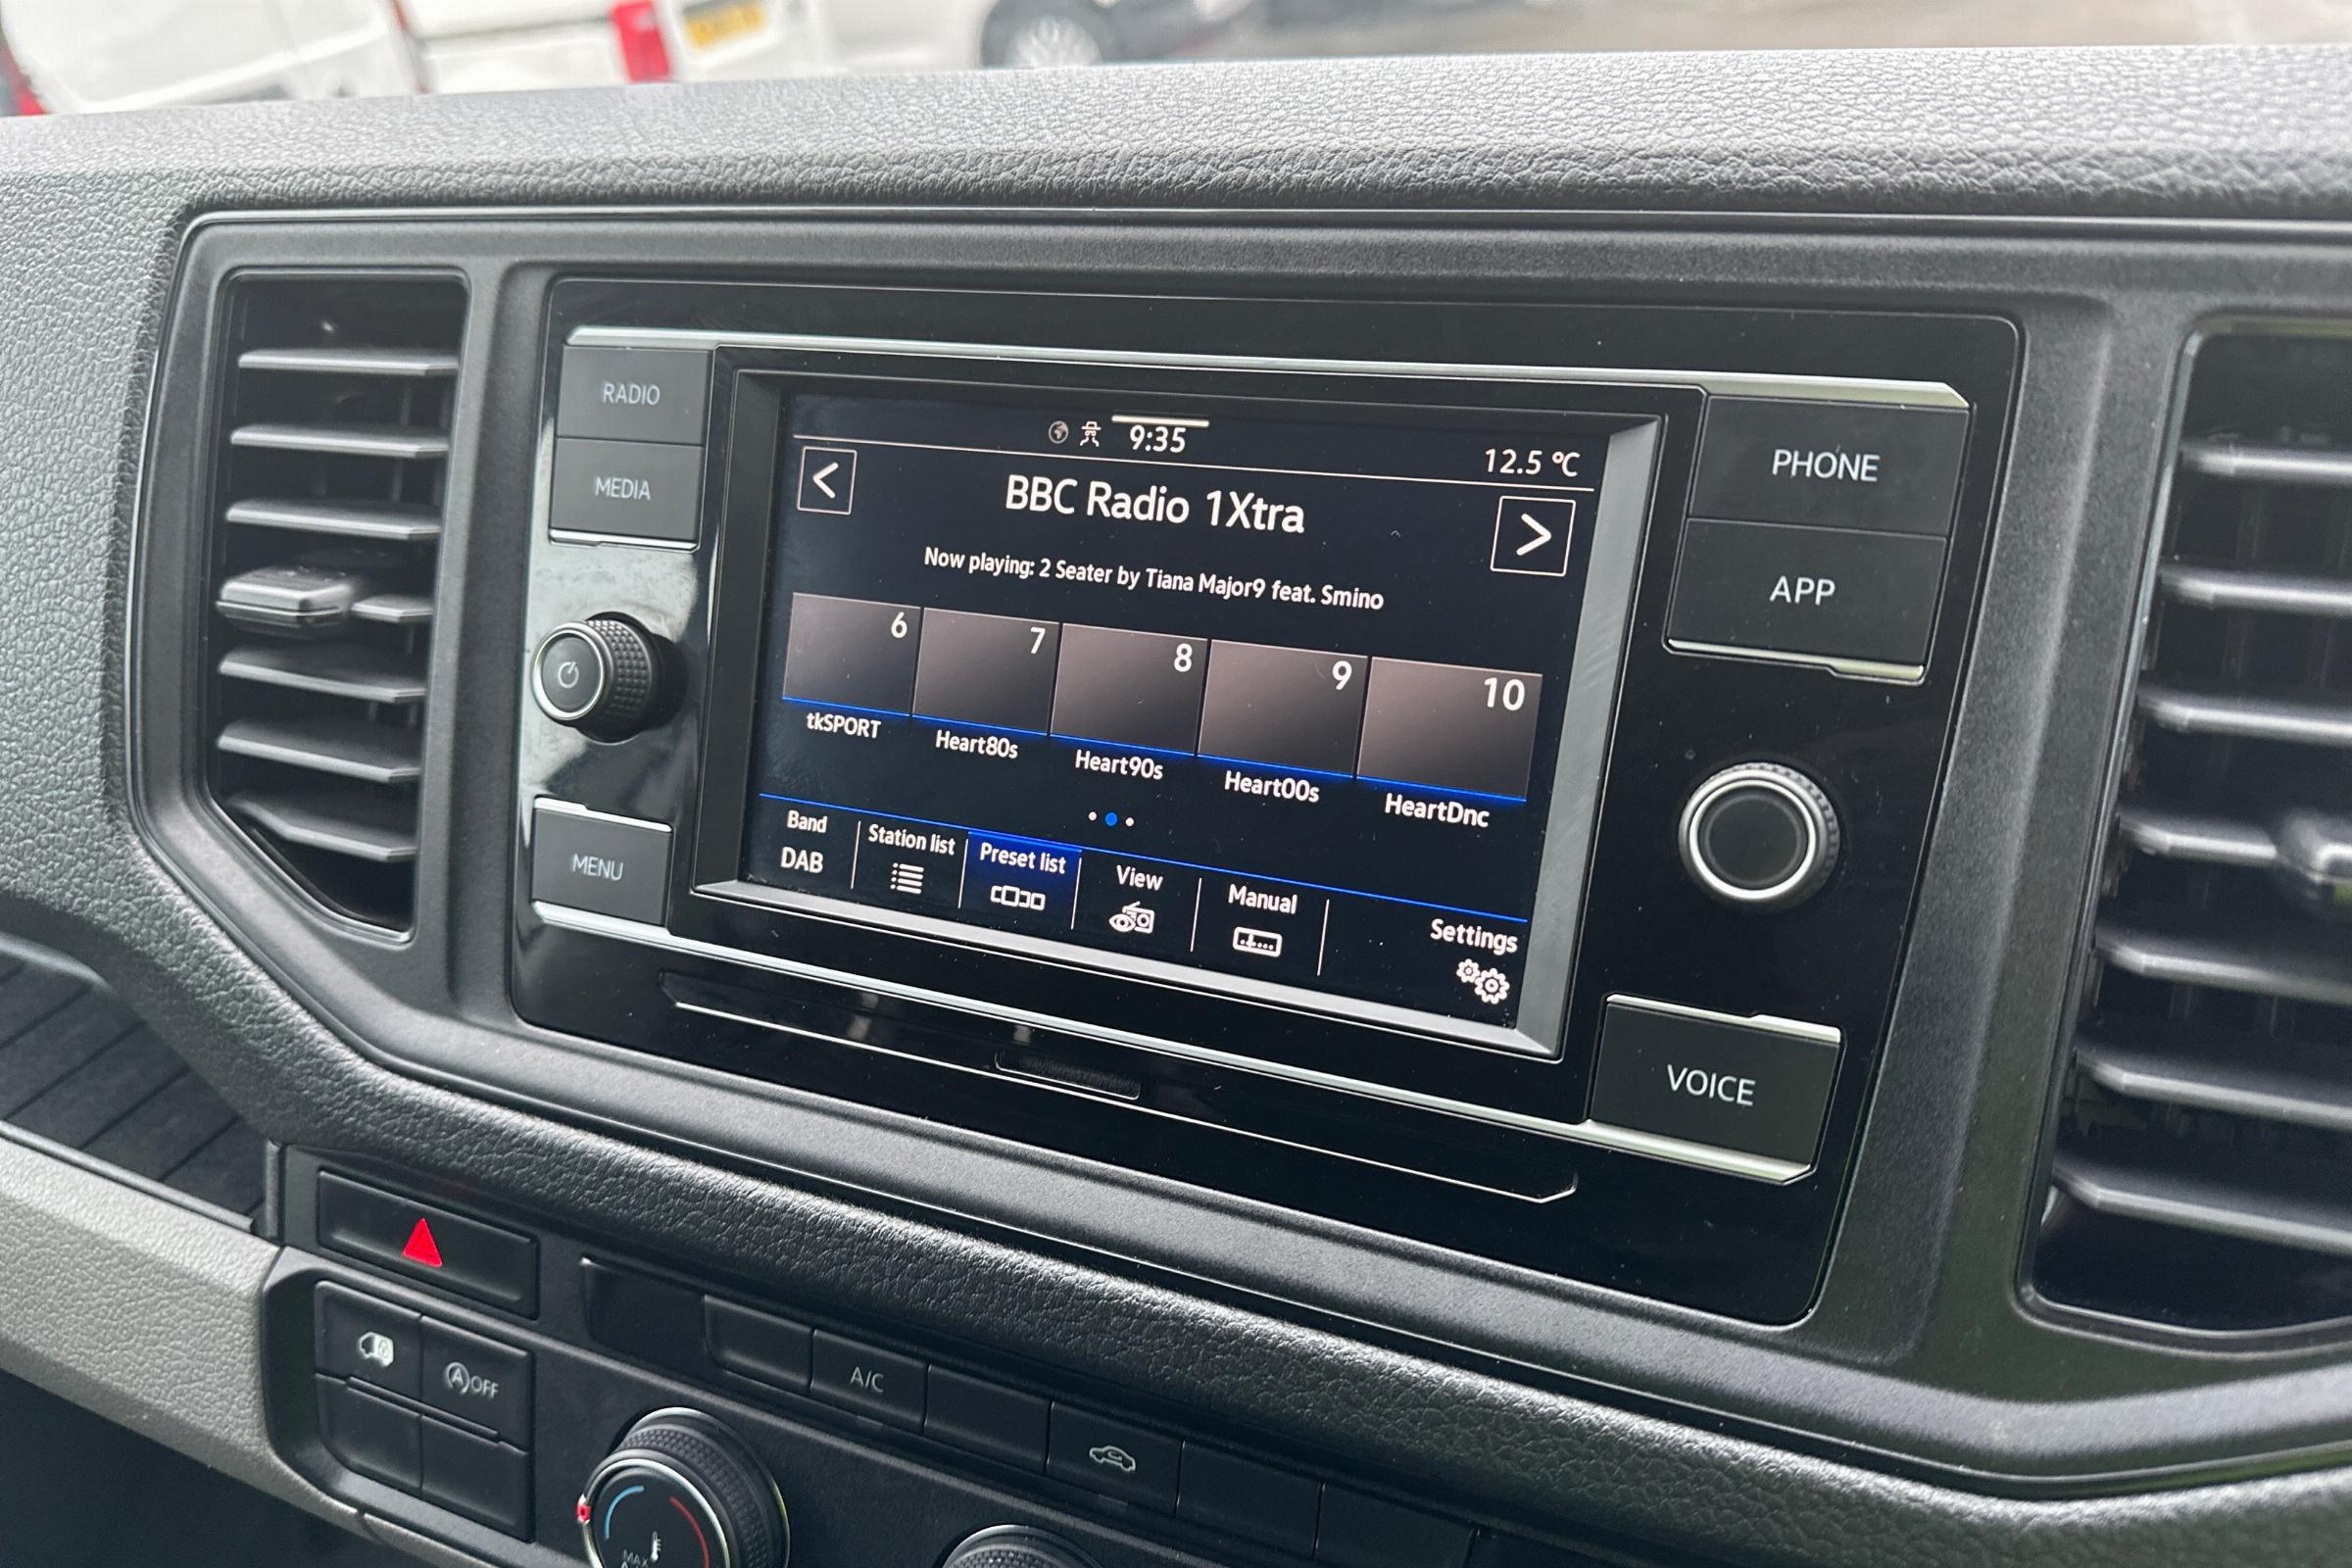 RADIO
MEDIA
MENU
9:35
12.5 °C
BBC Radio 1Xtra
Now playing: 2 Seater by Tiana Major9 feat. Smino
6 7 8 9 10
tkSPORT Heart80s Heart90s Heart00s HeartDnc
Band Station list Preset list View Manual Settings
DAB
PHONE
APP
VOICE
A OFF
A/C
MAX